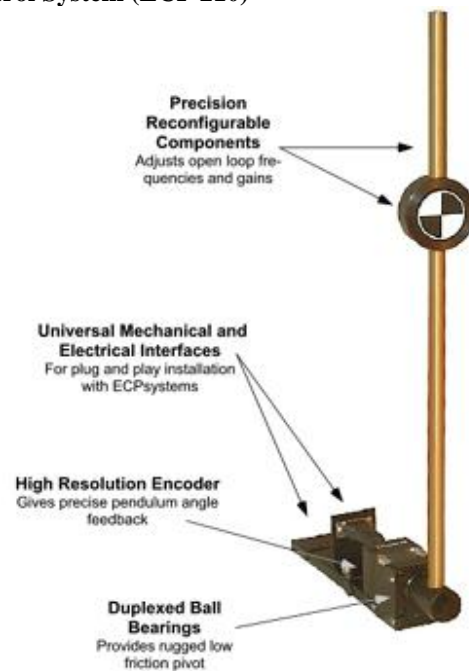 Precision
Reconfigurable
Components
Adjusts open loop fre-
quencies and gains
Universal Mechanical and
Electrical Interfaces
For plug and play installation
with ECPsystems
High Resolution Encoder
Gives precise pendulum angle
feedback
Duplexed Ball
Bearings
Provides rugged low
friction pivot